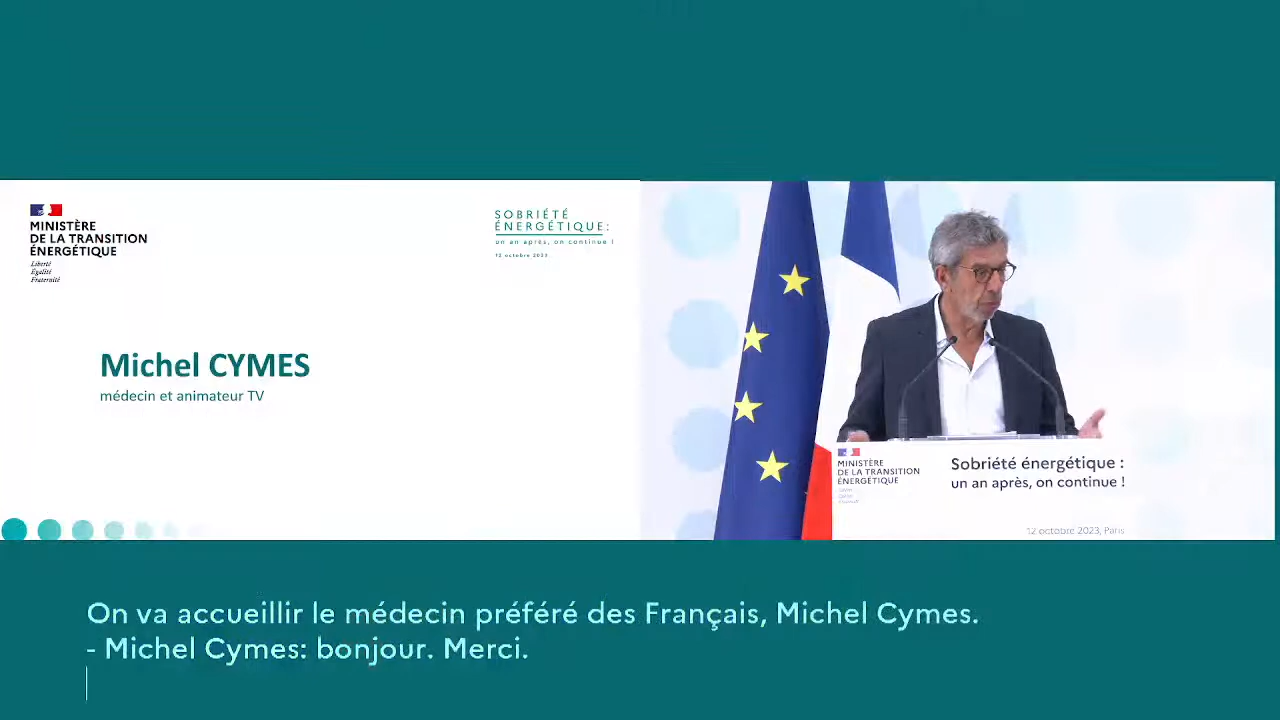 MINISTÈRE
DE LA TRANSITION
ÉNERGÉTIQUE
Liberté
Égalité
Fraternité
SOBRIÉTÉ
ÉNERGÉTIQUE:
un an après, on continue !
12 octobre 2023
Michel CYMES
médecin et animateur TV
MINISTÈRE
DE LA TRANSITION
ÉNERGÉTIQUE
Sobriété énergétique :
un an après, on continue !
12 octobre 2023, Paris
On va accueillir le médecin préféré des Français, Michel Cymes.
- Michel Cymes: bonjour. Merci.